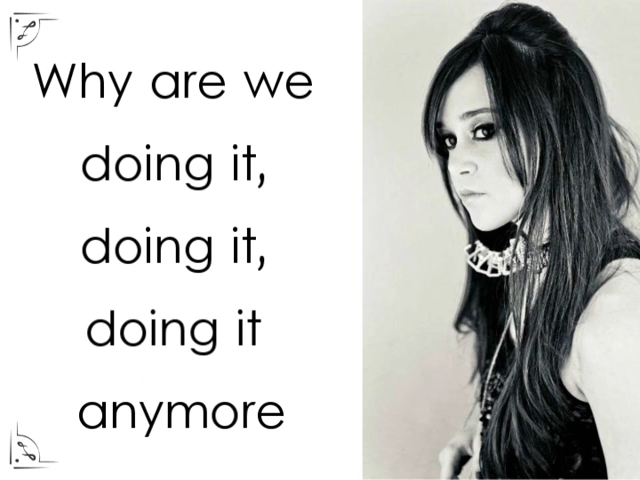 Why are we
doing it,
doing it,
doing it
anymore